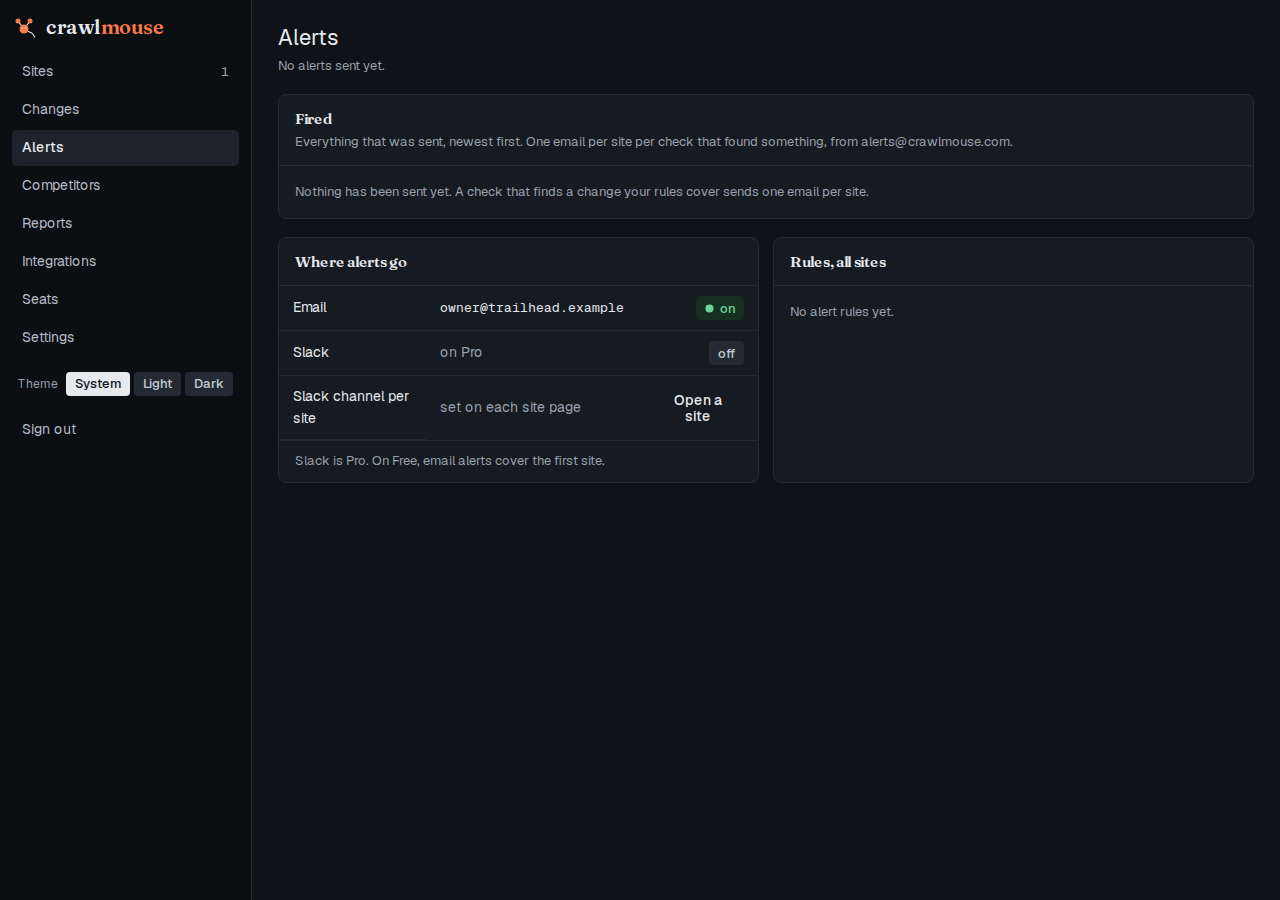 crawlmouse
Sites 1
Changes
Alerts
Competitors
Reports
Integrations
Seats
Settings
Theme System Light Dark
Sign out
Alerts
No alerts sent yet.
Fired
Everything that was sent, newest first. One email per site per check that found something, from alerts@crawlmouse.com.
Nothing has been sent yet. A check that finds a change your rules cover sends one email per site.
Where alerts go
Email owner@trailhead.example on
Slack on Pro off
Slack channel per site set on each site page Open a site
Slack is Pro. On Free, email alerts cover the first site.
Rules, all sites
No alert rules yet.